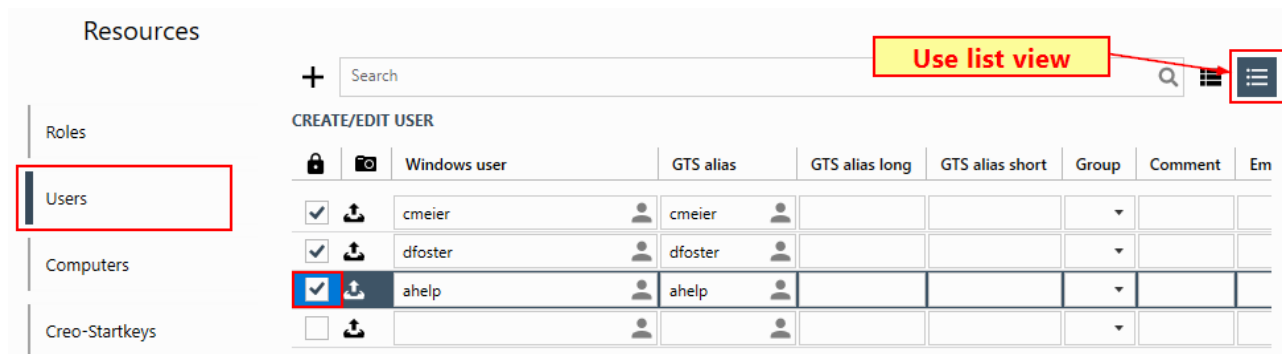 Resources
Use list view
Search
CREATE/EDIT USER
Roles
Users
Computers
Creo-Startkeys
Windows user GTS alias GTS alias long GTS alias short Group Comment Em
cmeier cmeier
dfoster dfoster
ahelp ahelp